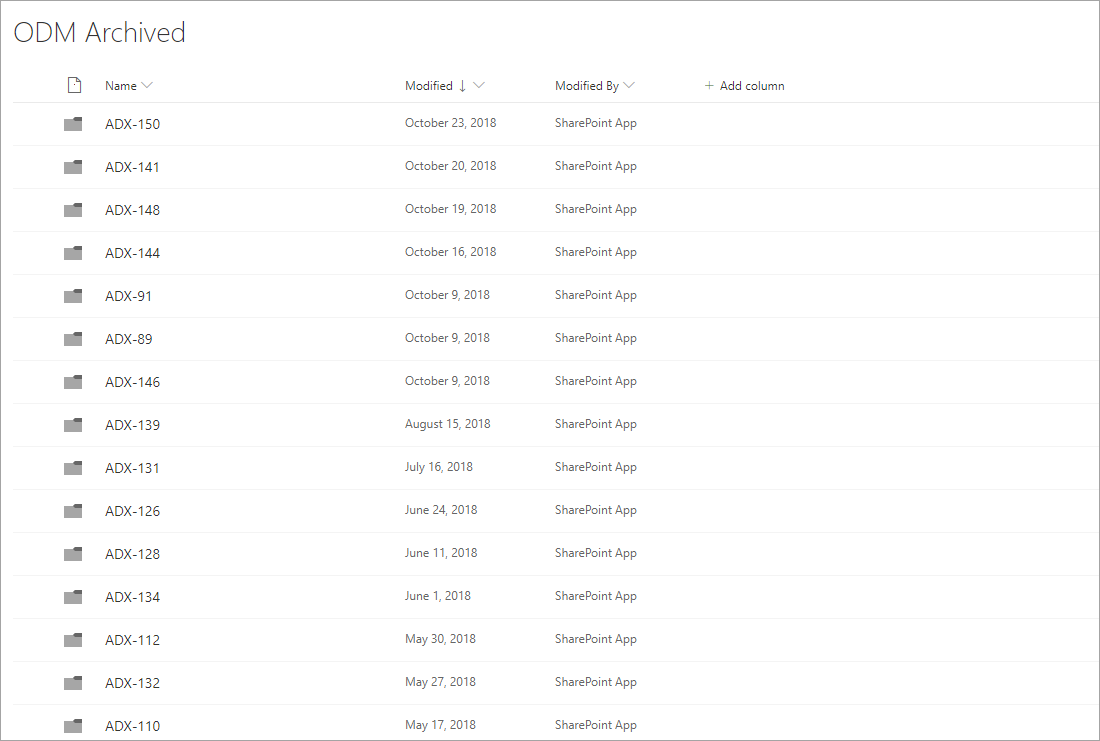 ODM Archived
Name Modified Modified By + Add column
ADX-150 October 23, 2018 SharePoint App
ADX-141 October 20, 2018 SharePoint App
ADX-148 October 19, 2018 SharePoint App
ADX-144 October 16, 2018 SharePoint App
ADX-91 October 9, 2018 SharePoint App
ADX-89 October 9, 2018 SharePoint App
ADX-146 October 9, 2018 SharePoint App
ADX-139 August 15, 2018 SharePoint App
ADX-131 July 16, 2018 SharePoint App
ADX-126 June 24, 2018 SharePoint App
ADX-128 June 11, 2018 SharePoint App
ADX-134 June 1, 2018 SharePoint App
ADX-112 May 30, 2018 SharePoint App
ADX-132 May 27, 2018 SharePoint App
ADX-110 May 17, 2018 SharePoint App